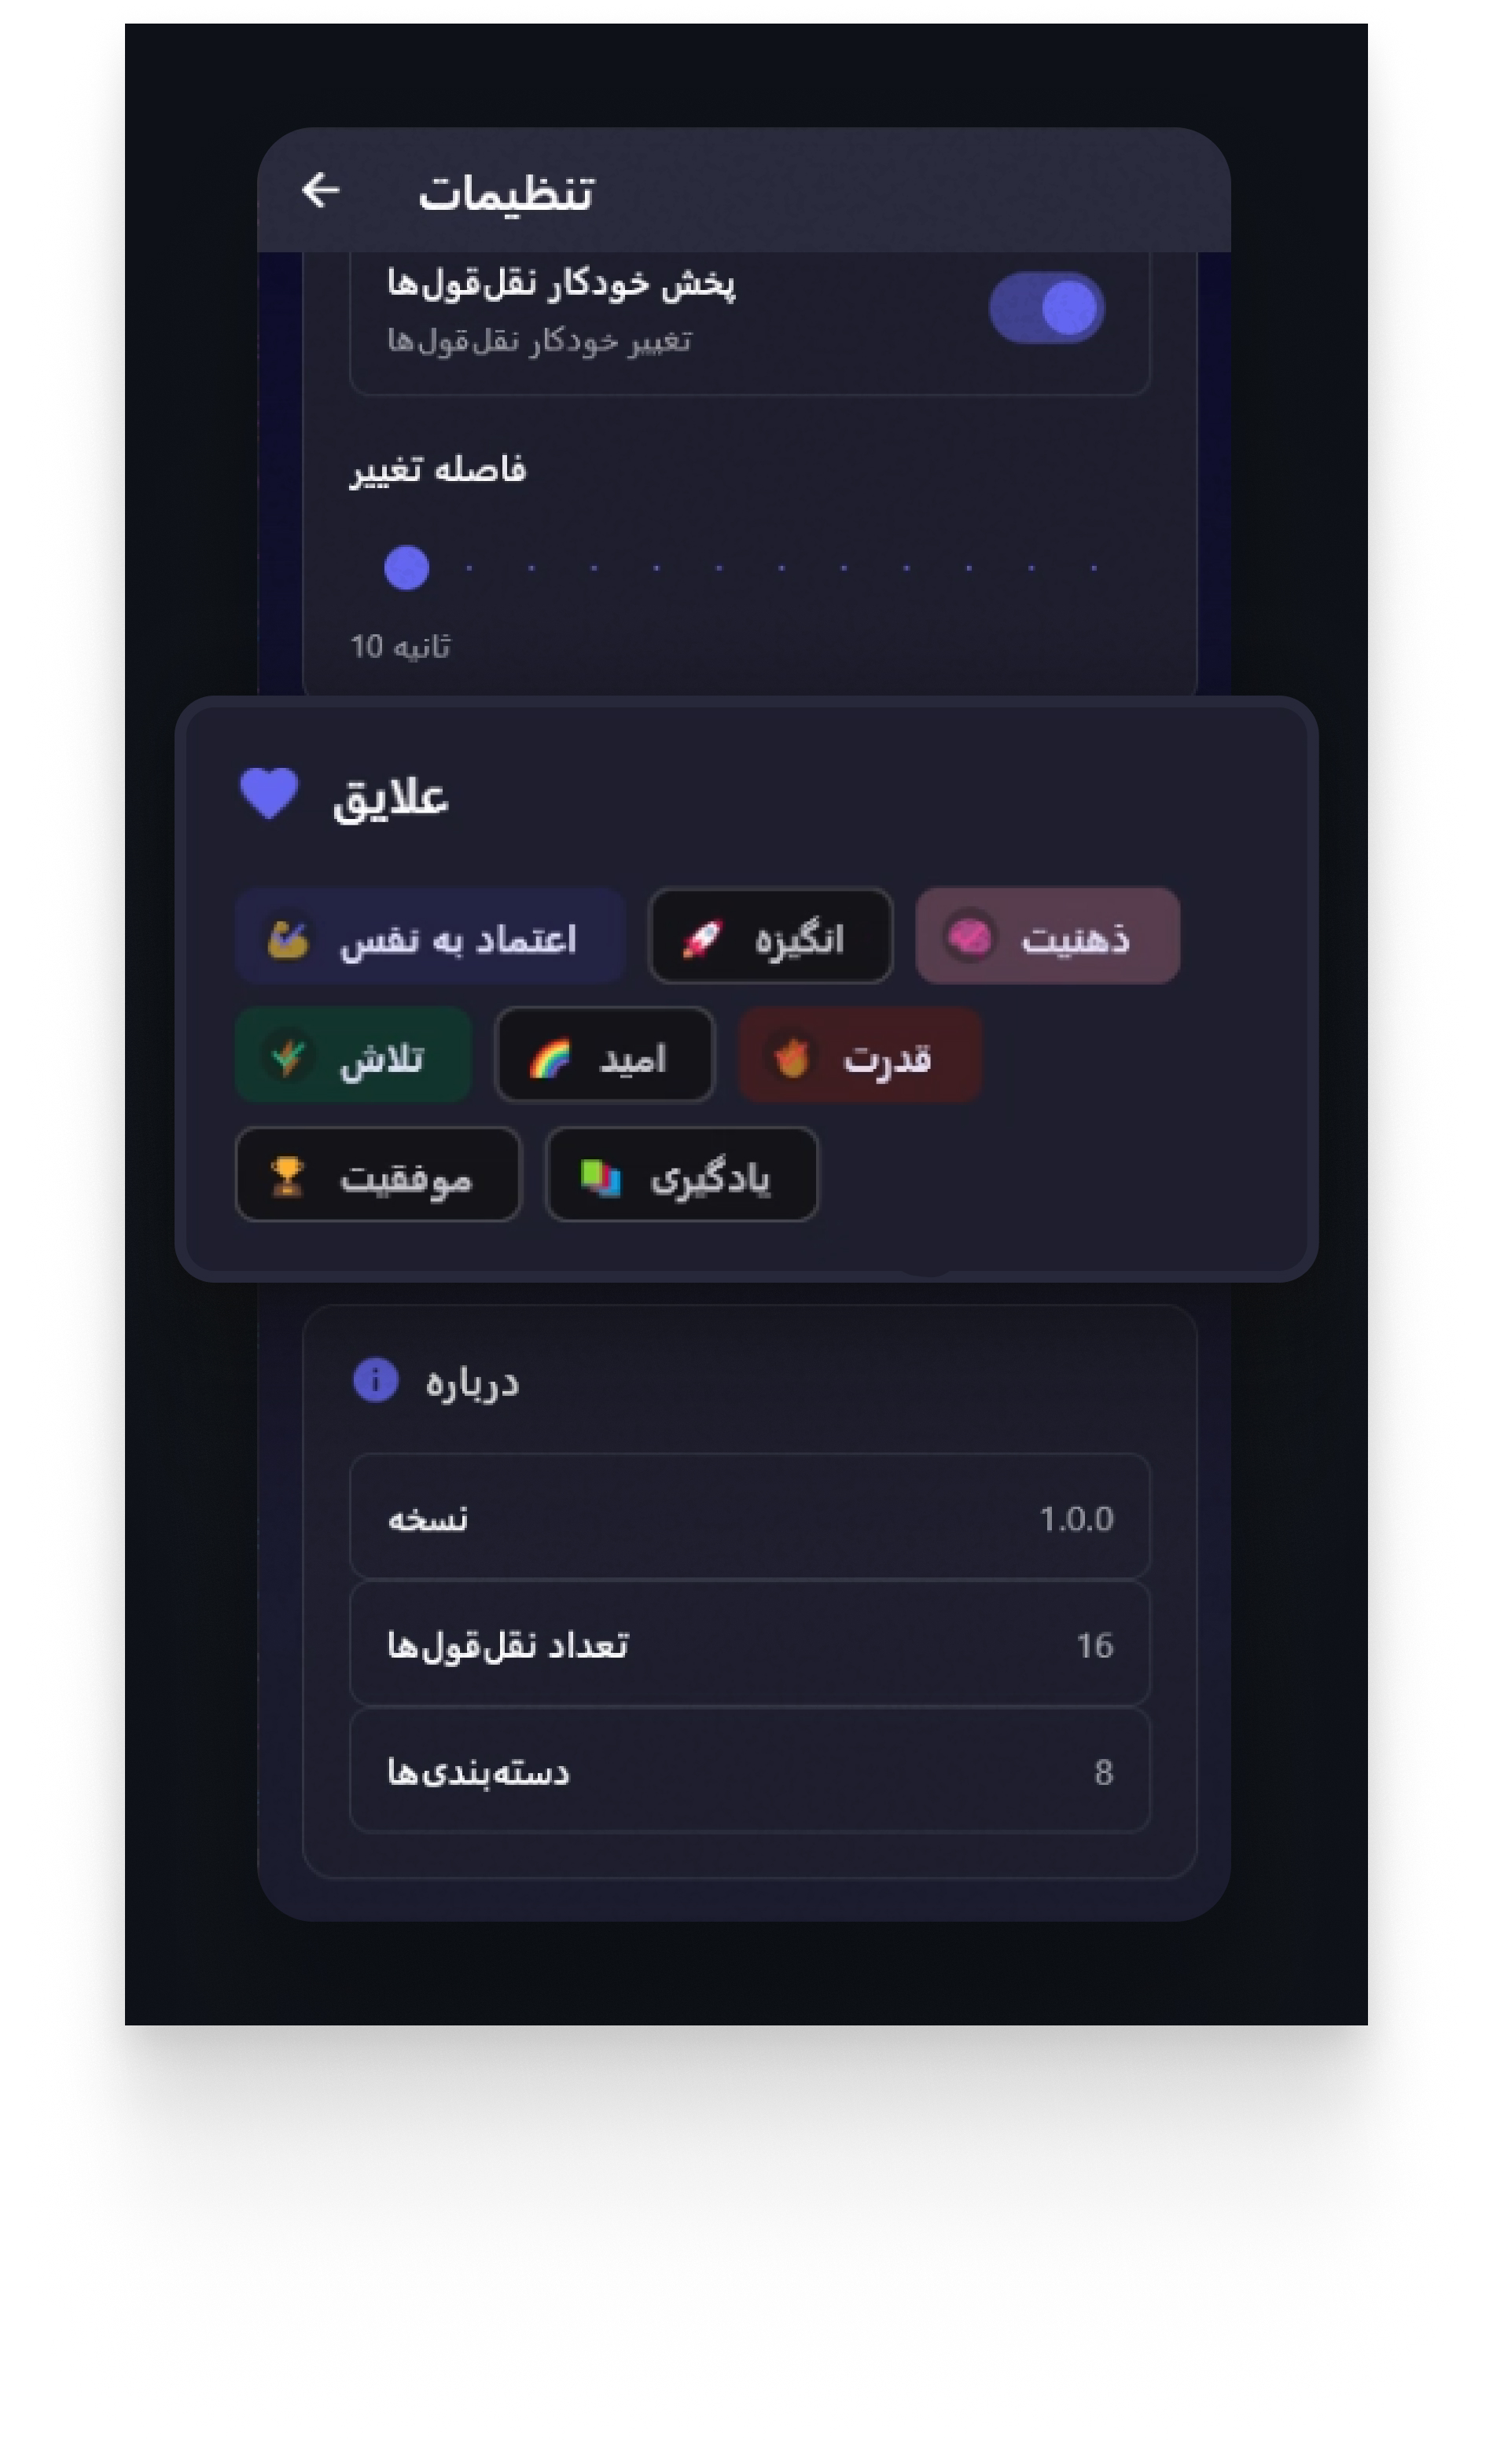 تنظیمات
پخش خودکار نقل‌قول‌ها
تغییر خودکار نقل‌قول‌ها
فاصله تغییر
10 ثانیه
علایق
اعتماد به نفس
انگیزه
ذهنیت
تلاش
امید
قدرت
موفقیت
یادگیری
درباره
نسخه
1.0.0
تعداد نقل‌قول‌ها
16
دسته‌بندی‌ها
8